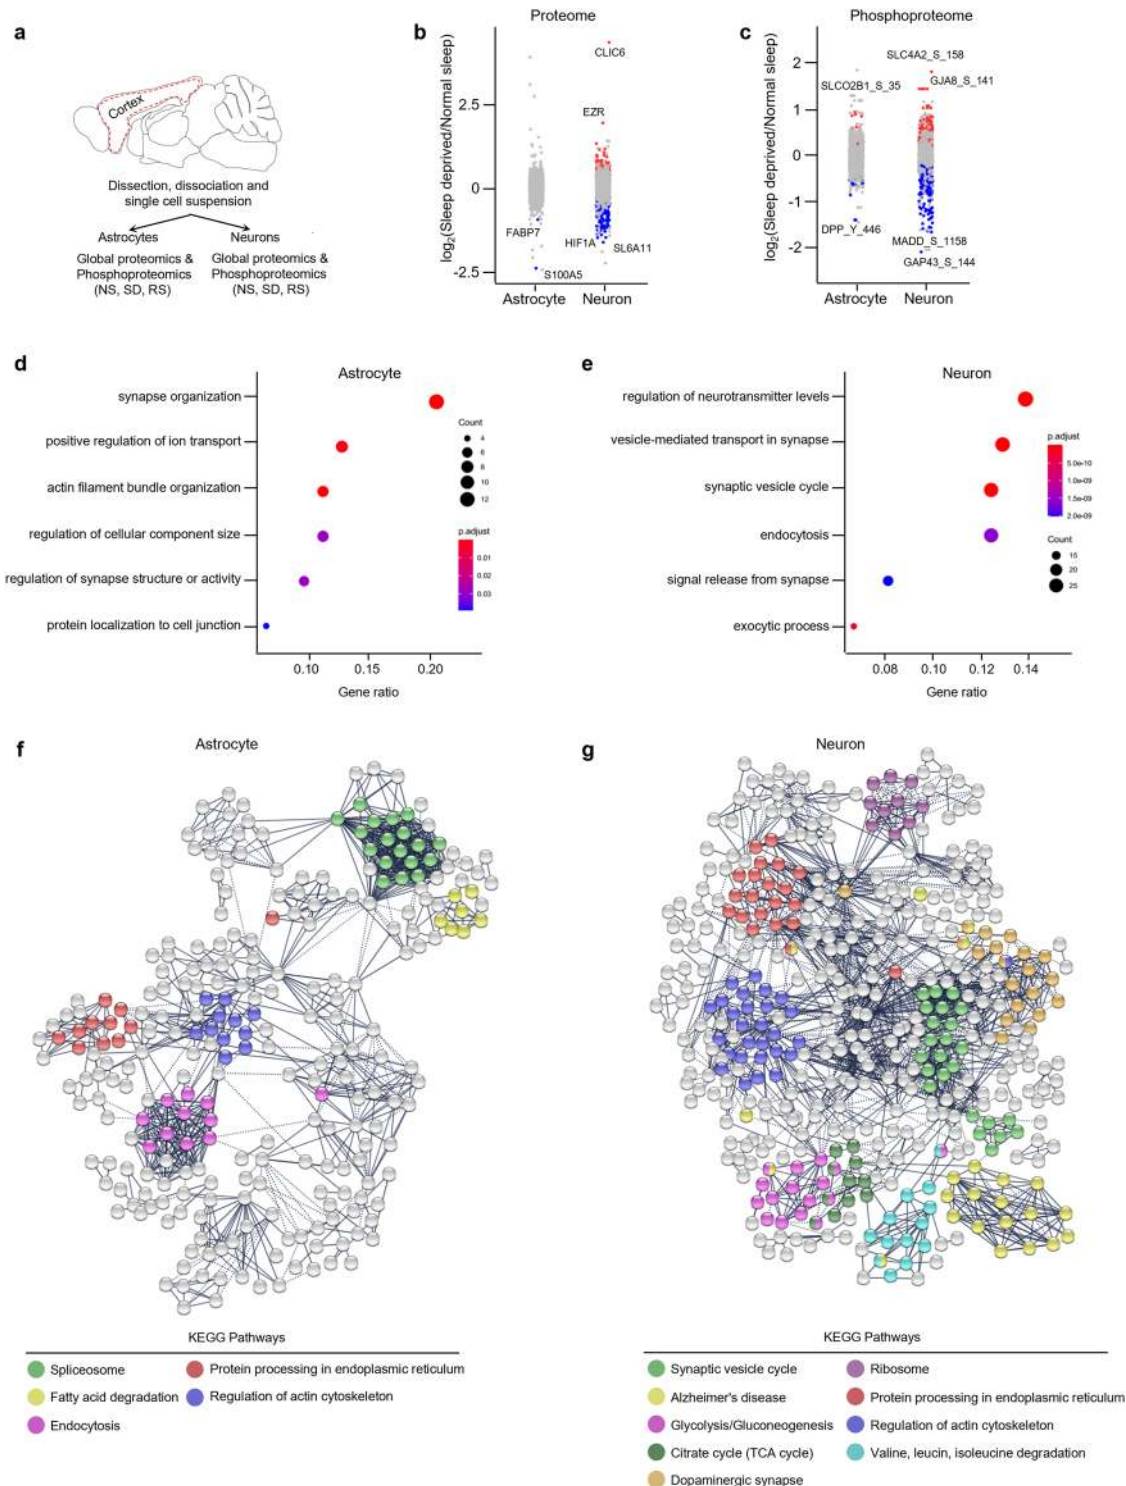 a
Cortex
Dissection, dissociation and
single cell suspension
Astrocytes
Neurons
Global proteomics &
Phosphoproteomics
(NS, SD, RS)
Global proteomics &
Phosphoproteomics
(NS, SD, RS)
b
Proteome
log2(Sleep deprived/Normal sleep)
2.5
0
-2.5
CLIC6
EZR
FABP7
HIF1A
SL6A11
S100A5
Astrocyte
Neuron
c
Phosphoproteome
log2(Sleep deprived/Normal sleep)
2
1
0
-1
-2
SLC4A2_S_158
SLCO2B1_S_35
GJA8_S_141
DPP_Y_446
MADD_S_1158
GAP43_S_144
Astrocyte
Neuron
d
Astrocyte
synapse organization
positive regulation of ion transport
actin filament bundle organization
regulation of cellular component size
regulation of synapse structure or activity
protein localization to cell junction
Count
4
6
8
10
12
p.adjust
0.01
0.02
0.03
0.10
0.15
0.20
Gene ratio
e
Neuron
regulation of neurotransmitter levels
vesicle-mediated transport in synapse
synaptic vesicle cycle
endocytosis
signal release from synapse
exocytic process
p.adjust
5.0e-10
1.0e-09
1.5e-09
2.0e-09
Count
15
20
25
0.08
0.10
0.12
0.14
Gene ratio
f
Astrocyte
KEGG Pathways
Spliceosome
Protein processing in endoplasmic reticulum
Fatty acid degradation
Regulation of actin cytoskeleton
Endocytosis
g
Neuron
KEGG Pathways
Synaptic vesicle cycle
Ribosome
Alzheimer's disease
Protein processing in endoplasmic reticulum
Glycolysis/Gluconeogenesis
Regulation of actin cytoskeleton
Citrate cycle (TCA cycle)
Valine, leucin, isoleucine degradation
Dopaminergic synapse